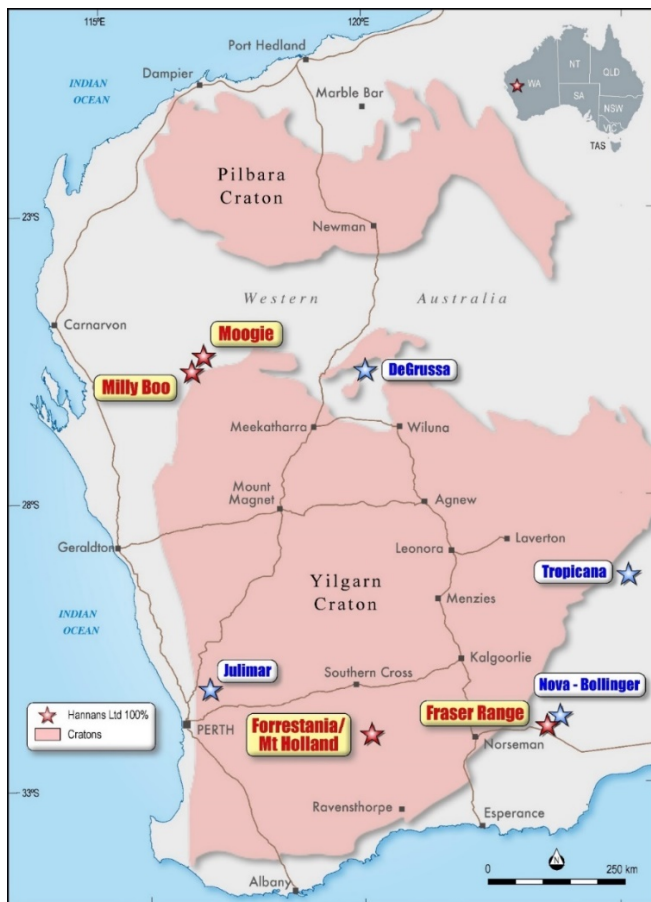 115°E
120°E
Port Hedland
Dampier
INDIAN
OCEAN
Marble Bar
NT
QLD
WA
SA
NSW
VIC
TAS
Pilbara
Craton
23°S
Newman
Western Australia
Carnarvon
Moogie
Milly Boo
DeGrussa
Meekatharra
Wiluna
Mount
Magnet
28°S
Agnew
Geraldton
Leonora
Laverton
Tropicana
Yilgarn
Craton
Menzies
INDIAN
OCEAN
Kalgoorlie
Julimar
Southern Cross
Nova - Bollinger
Fraser Range
Hannans Ltd 100%
Cratons
PERTH
Forrestania/
Mt Holland
Norseman
33°S
Ravensthorpe
Esperance
N
0 250 km
Albany